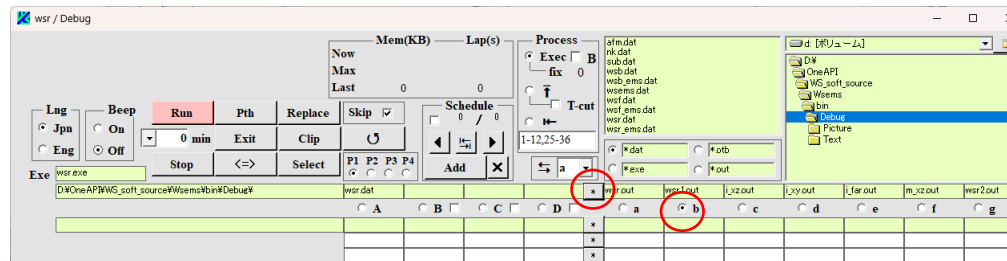 wsr / Debug
Mem(KB) Lap(s)
Now
Max
Last 0 0
Process
Exec B
fix 0
T-cut
1-12,25-36
a
afm.dat
nk.dat
sub.dat
wsb.dat
wsb_ems.dat
wsems.dat
wsf.dat
wsf_ems.dat
wsr.dat
wsr_ems.dat
*.dat *.otb
*.exe *.out
d [ボリューム]
D:¥
OneAPI
WS_soft_source
Wsems
bin
Debug
Picture
Text
Lng Beep
Jpn On
Eng Off
Run Pth Replace Skip
0 min Exit Clip
Stop <=> Select P1 P2 P3 P4
Schedule
0 / 0
Add X
Exe wsr.exe
D:¥OneAPI¥WS_soft_source¥Wsems¥bin¥Debug¥ wsr.dat * wsr.out wsr1.out i_xz.out i_xy.out i_far.out m_xz.out wsr2.out
A B C D a b c d e f g
*
*
*